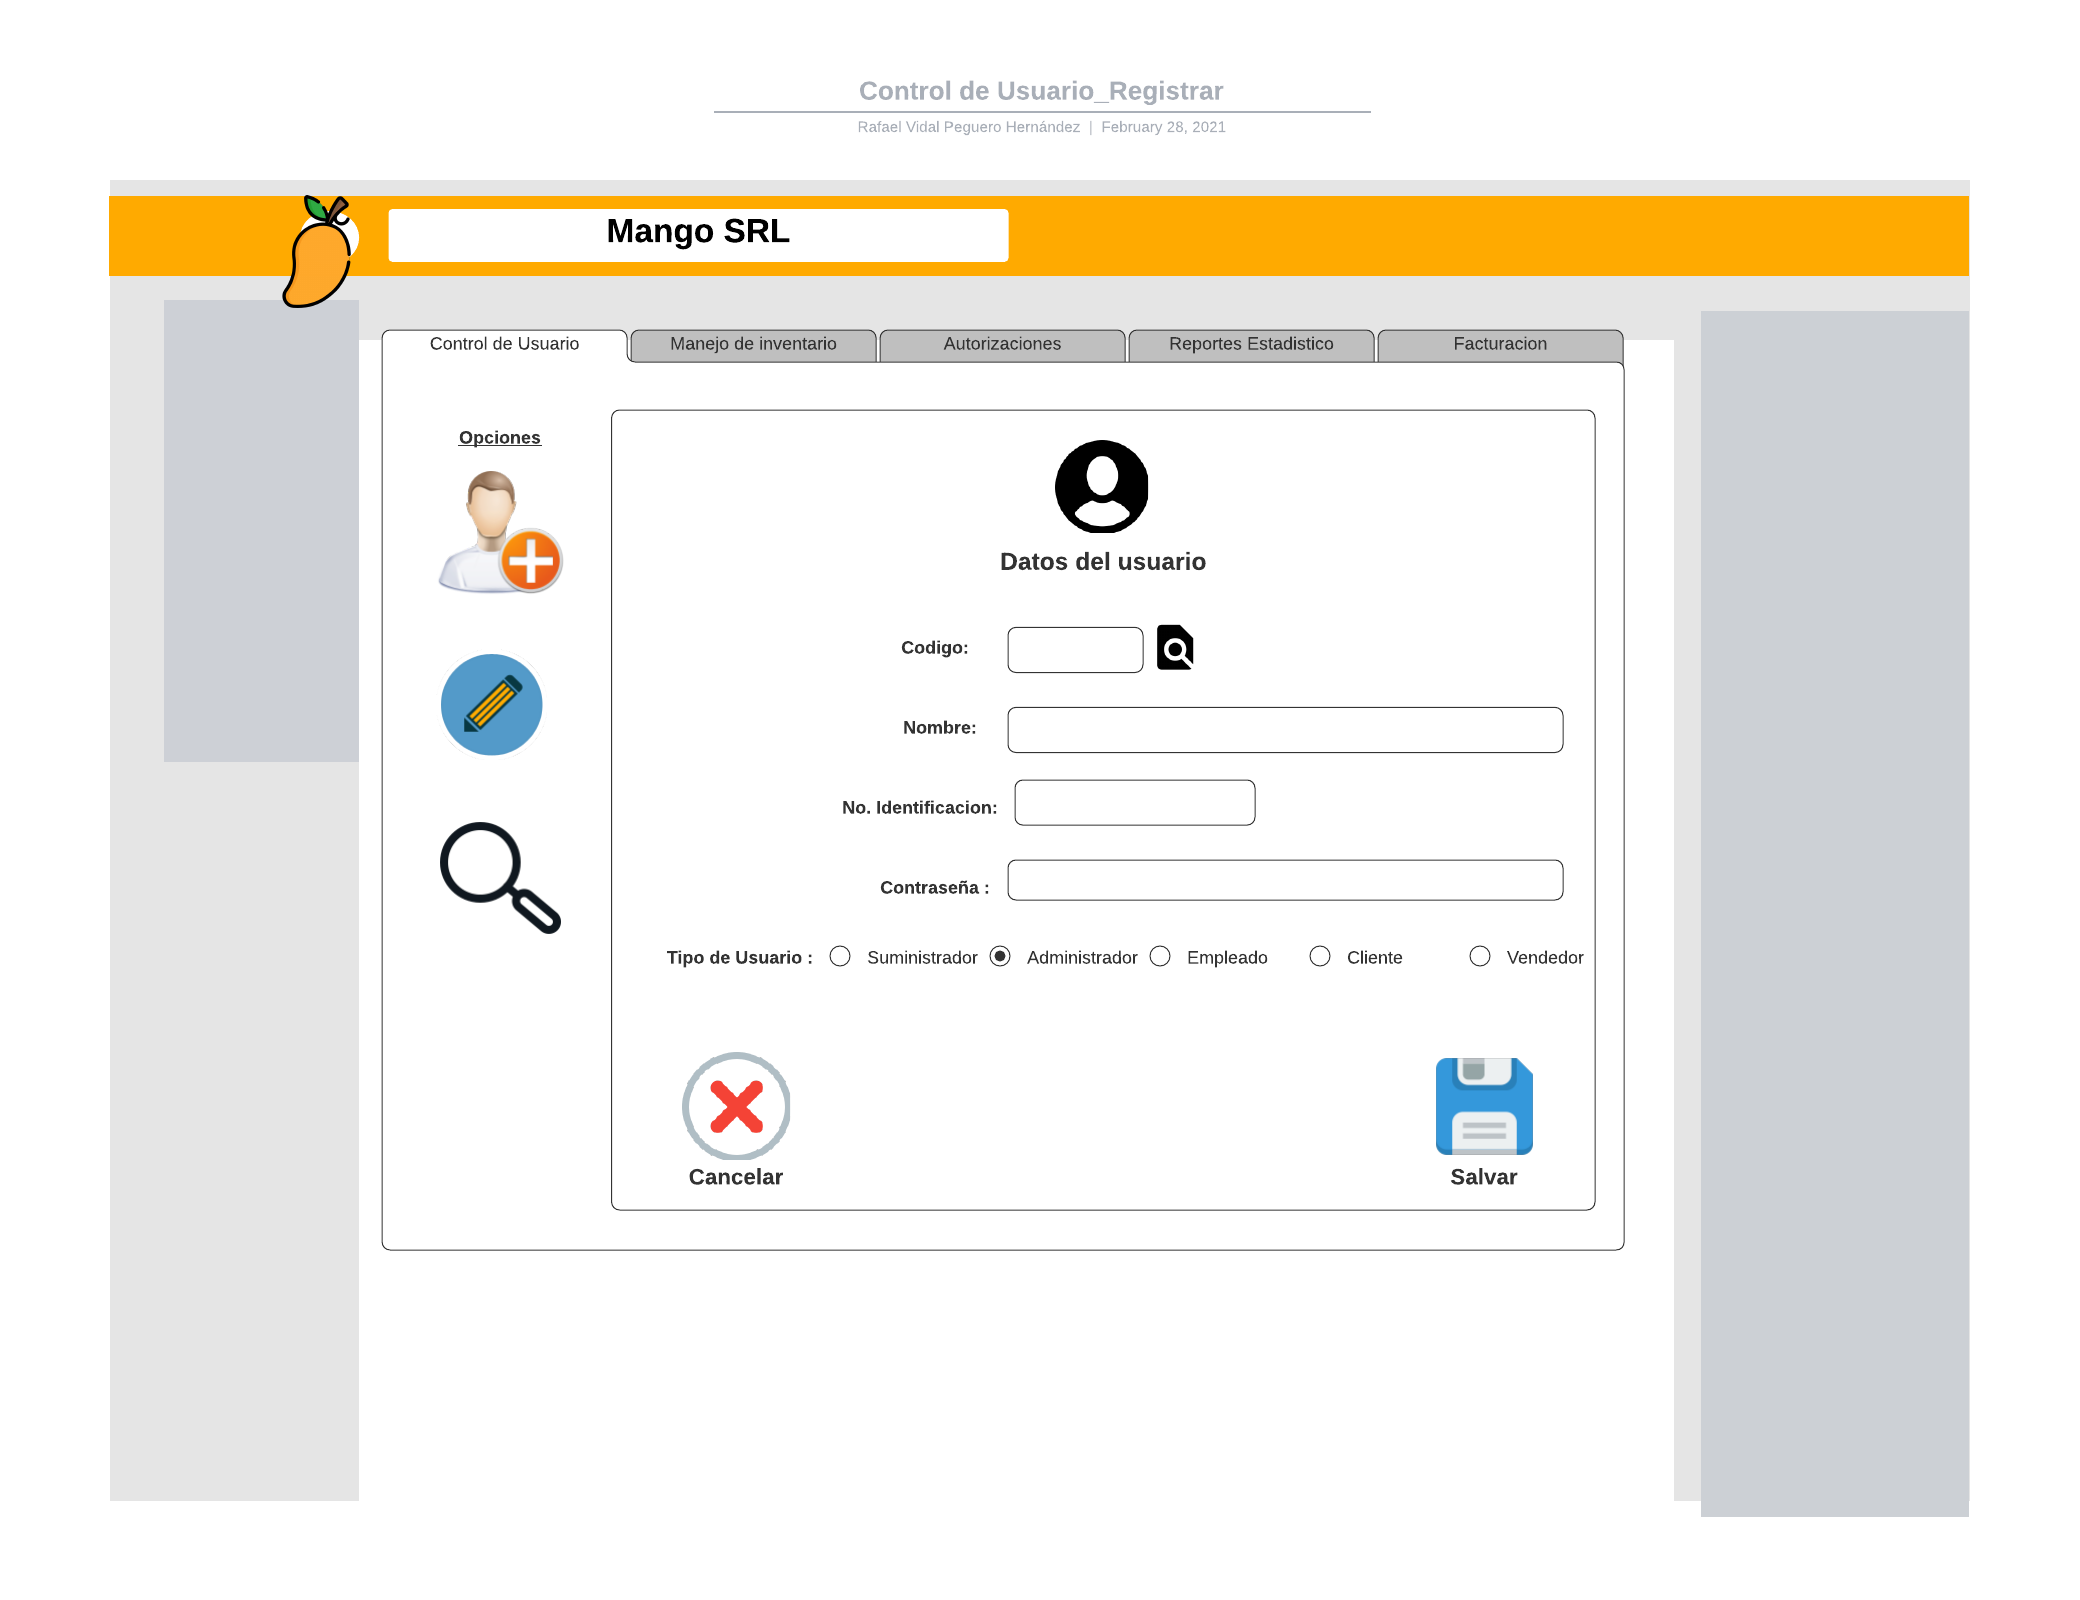 Control de Usuario_Registrar
Rafael Vidal Peguero Hernández | February 28, 2021
Mango SRL
Control de Usuario
Manejo de inventario
Autorizaciones
Reportes Estadistico
Facturacion
Opciones
Datos del usuario
Codigo:
Nombre:
No. Identificacion:
Contraseña :
Tipo de Usuario : Suministrador Administrador Empleado Cliente Vendedor
Cancelar
Salvar